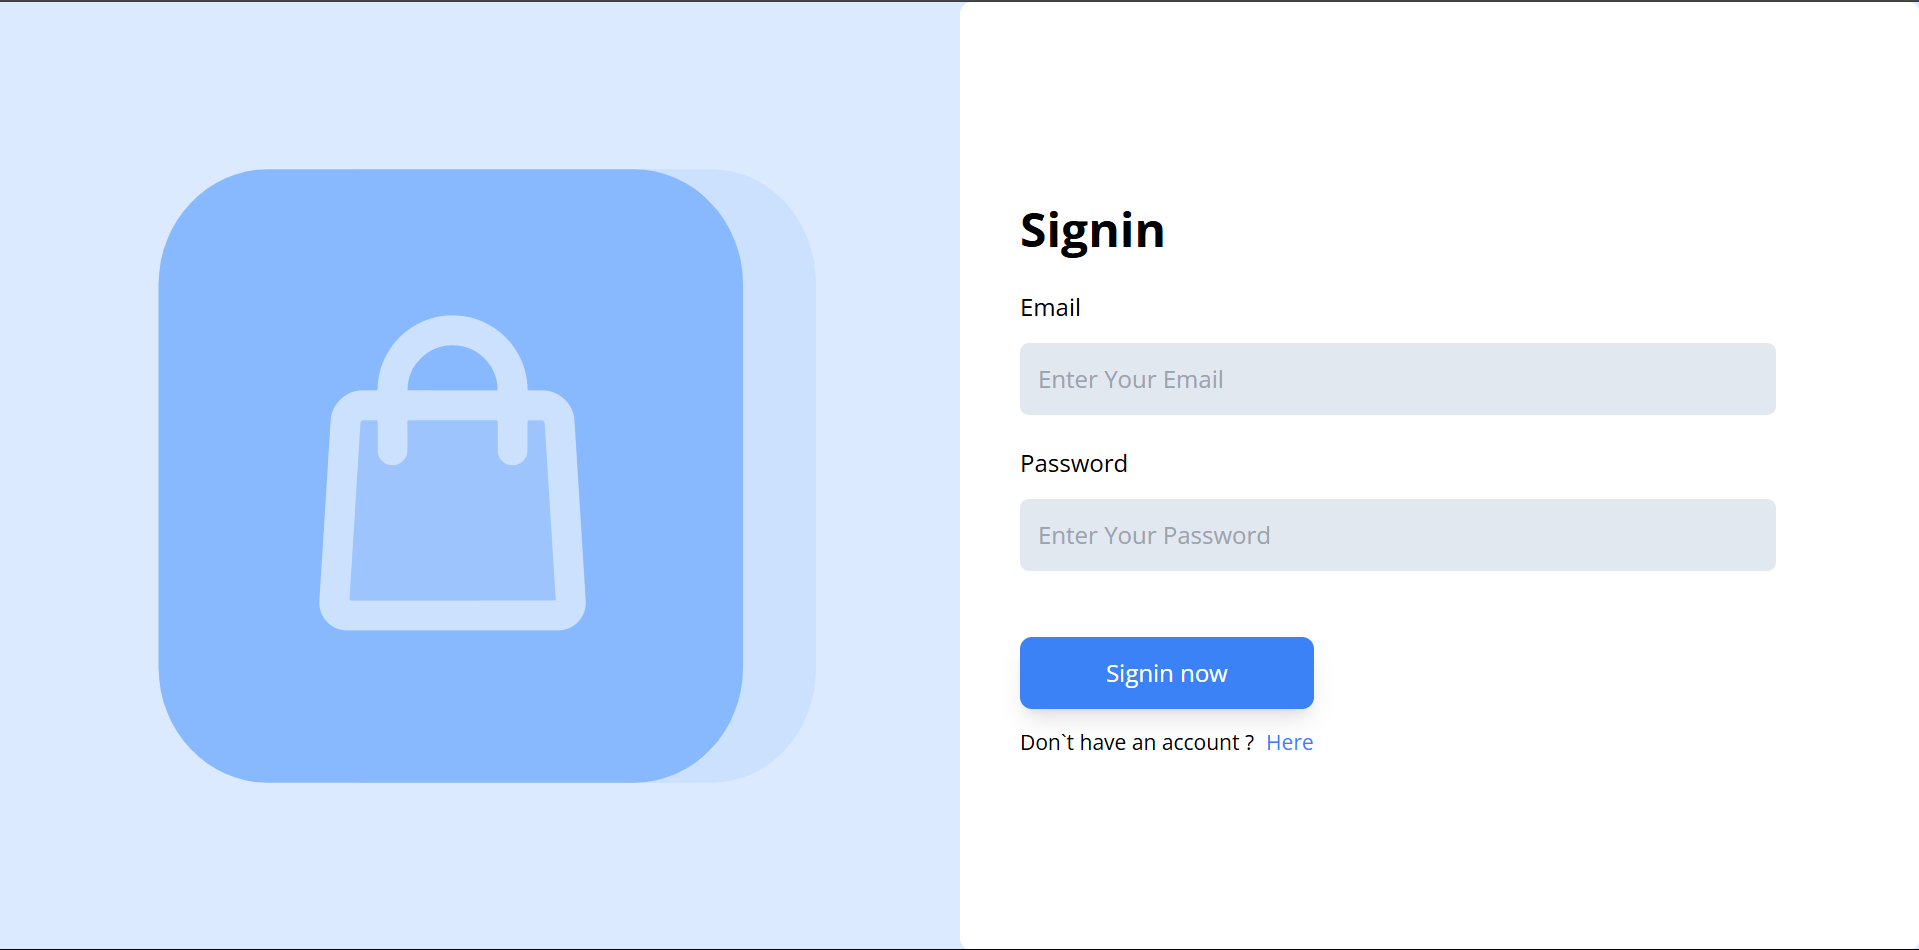 Signin
Email
Enter Your Email
Password
Enter Your Password
Signin now
Don`t have an account ? Here